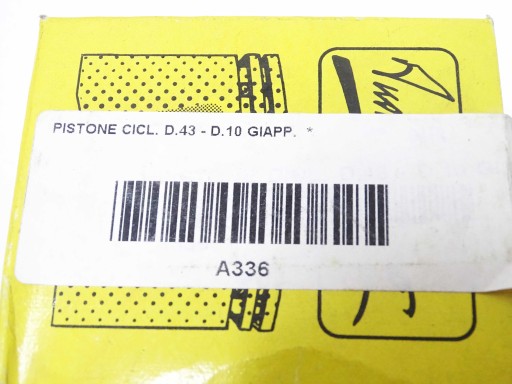 PISTONE CICL. D.43 - D.10 GIAPP. *
A336